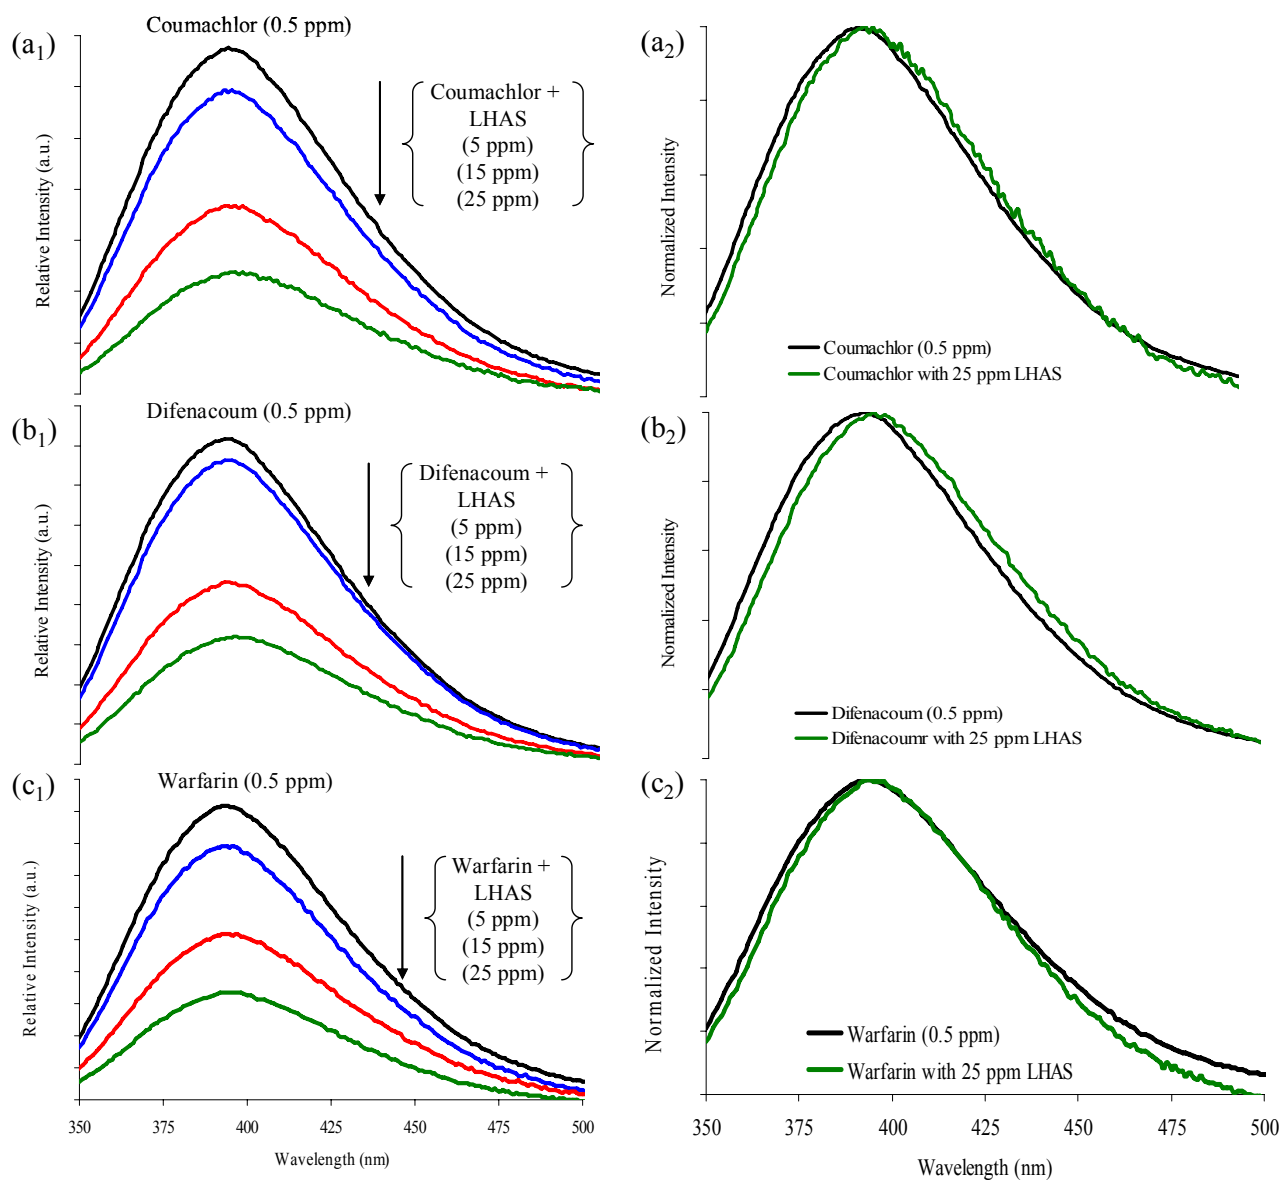 (a1)
Coumachlor (0.5 ppm)
Relative Intensity (a.u.)
Coumachlor +
LHAS
(5 ppm)
(15 ppm)
(25 ppm)
(a2)
Normalized Intensity
Coumachlor (0.5 ppm)
Coumachlor with 25 ppm LHAS
(b1)
Difenacoum (0.5 ppm)
Relative Intensity (a.u.)
Difenacoum +
LHAS
(5 ppm)
(15 ppm)
(25 ppm)
(b2)
Normalized Intensity
Difenacoum (0.5 ppm)
Difenacoumr with 25 ppm LHAS
(c1)
Warfarin (0.5 ppm)
Relative Intensity (a.u.)
Warfarin +
LHAS
(5 ppm)
(15 ppm)
(25 ppm)
350 375 400 425 450 475 500
Wavelength (nm)
(c2)
Normalized Intensity
Warfarin (0.5 ppm)
Warfarin with 25 ppm LHAS
350 375 400 425 450 475 500
Wavelength (nm)